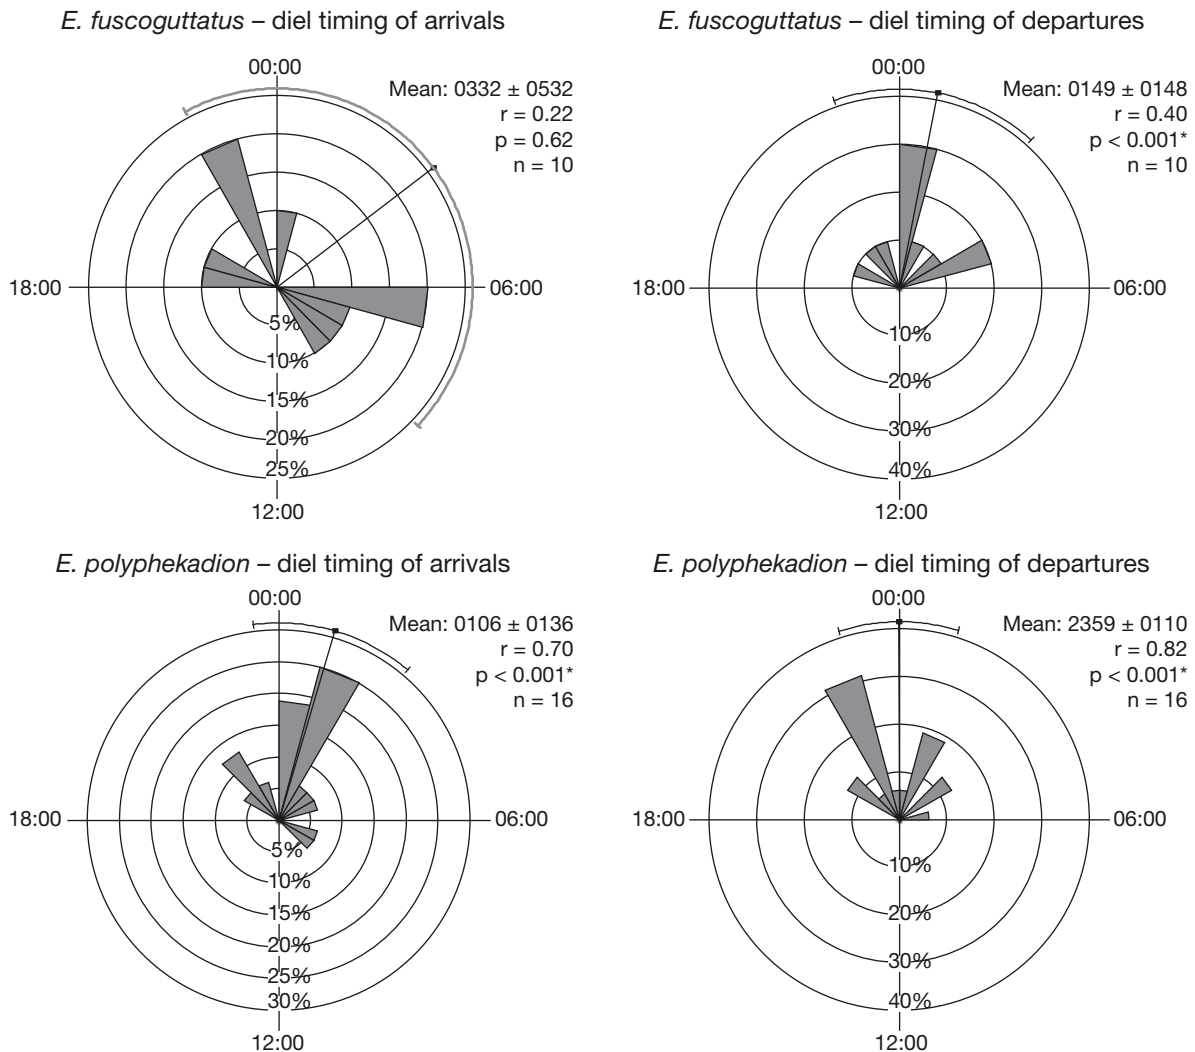 E. fuscoguttatus – diel timing of arrivals
00:00
Mean: 0332 ± 0532
r = 0.22
p = 0.62
n = 10
18:00
06:00
5%
10%
15%
20%
25%
12:00
E. fuscoguttatus – diel timing of departures
00:00
Mean: 0149 ± 0148
r = 0.40
p < 0.001*
n = 10
18:00
06:00
10%
20%
30%
40%
12:00
E. polyphekadion – diel timing of arrivals
00:00
Mean: 0106 ± 0136
r = 0.70
p < 0.001*
n = 16
18:00
06:00
5%
10%
15%
20%
25%
30%
12:00
E. polyphekadion – diel timing of departures
00:00
Mean: 2359 ± 0110
r = 0.82
p < 0.001*
n = 16
18:00
06:00
10%
20%
30%
40%
12:00